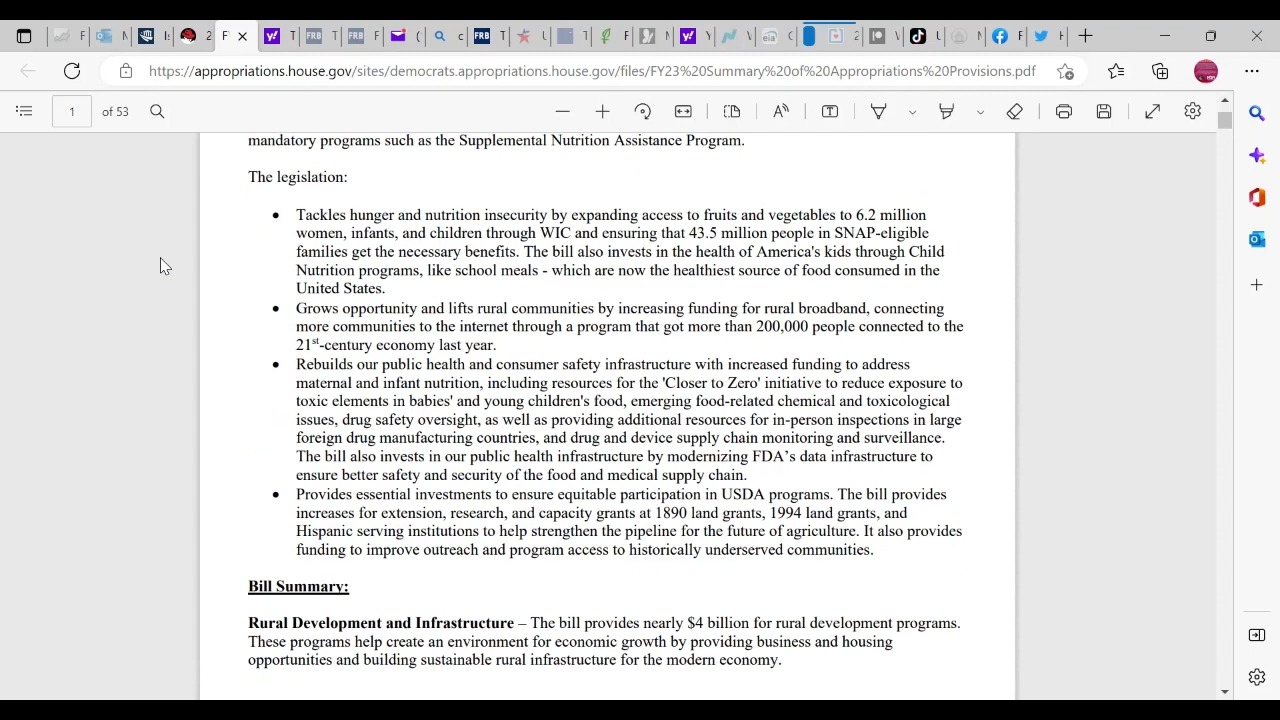 https://appropriations.house.gov/sites/democrats.appropriations.house.gov/files/FY23%20Summary%20of%20Appropriations%20Provisions.pdf
1 of 53
mandatory programs such as the Supplemental Nutrition Assistance Program.
The legislation:
• Tackles hunger and nutrition insecurity by expanding access to fruits and vegetables to 6.2 million
women, infants, and children through WIC and ensuring that 43.5 million people in SNAP-eligible
families get the necessary benefits. The bill also invests in the health of America's kids through Child
Nutrition programs, like school meals - which are now the healthiest source of food consumed in the
United States.
• Grows opportunity and lifts rural communities by increasing funding for rural broadband, connecting
more communities to the internet through a program that got more than 200,000 people connected to the
21st-century economy last year.
• Rebuilds our public health and consumer safety infrastructure with increased funding to address
maternal and infant nutrition, including resources for the 'Closer to Zero' initiative to reduce exposure to
toxic elements in babies' and young children's food, emerging food-related chemical and toxicological
issues, drug safety oversight, as well as providing additional resources for in-person inspections in large
foreign drug manufacturing countries, and drug and device supply chain monitoring and surveillance.
The bill also invests in our public health infrastructure by modernizing FDA’s data infrastructure to
ensure better safety and security of the food and medical supply chain.
• Provides essential investments to ensure equitable participation in USDA programs. The bill provides
increases for extension, research, and capacity grants at 1890 land grants, 1994 land grants, and
Hispanic serving institutions to help strengthen the pipeline for the future of agriculture. It also provides
funding to improve outreach and program access to historically underserved communities.
Bill Summary:
Rural Development and Infrastructure – The bill provides nearly $4 billion for rural development programs.
These programs help create an environment for economic growth by providing business and housing
opportunities and building sustainable rural infrastructure for the modern economy.